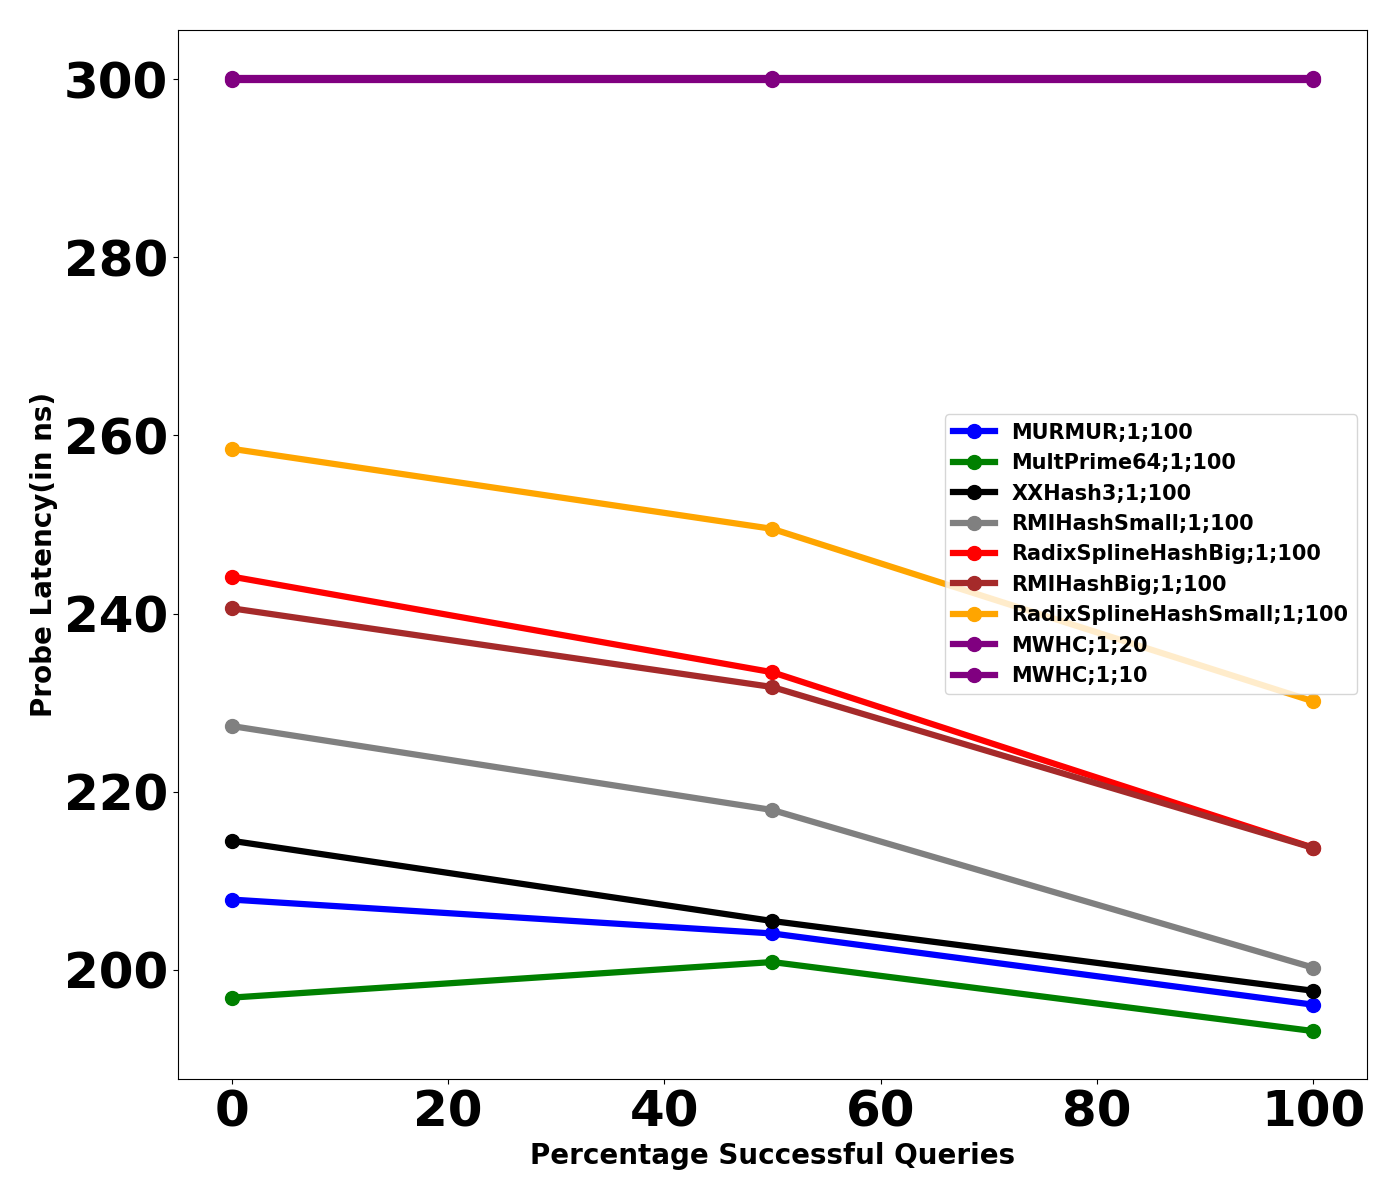 300
280
260
240
220
200
Probe Latency(in ns)
MURMUR;1;100
MultPrime64;1;100
XXHash3;1;100
RMIHashSmall;1;100
RadixSplineHashBig;1;100
RMIHashBig;1;100
RadixSplineHashSmall;1;100
MWHC;1;20
MWHC;1;10
0 20 40 60 80 100
Percentage Successful Queries